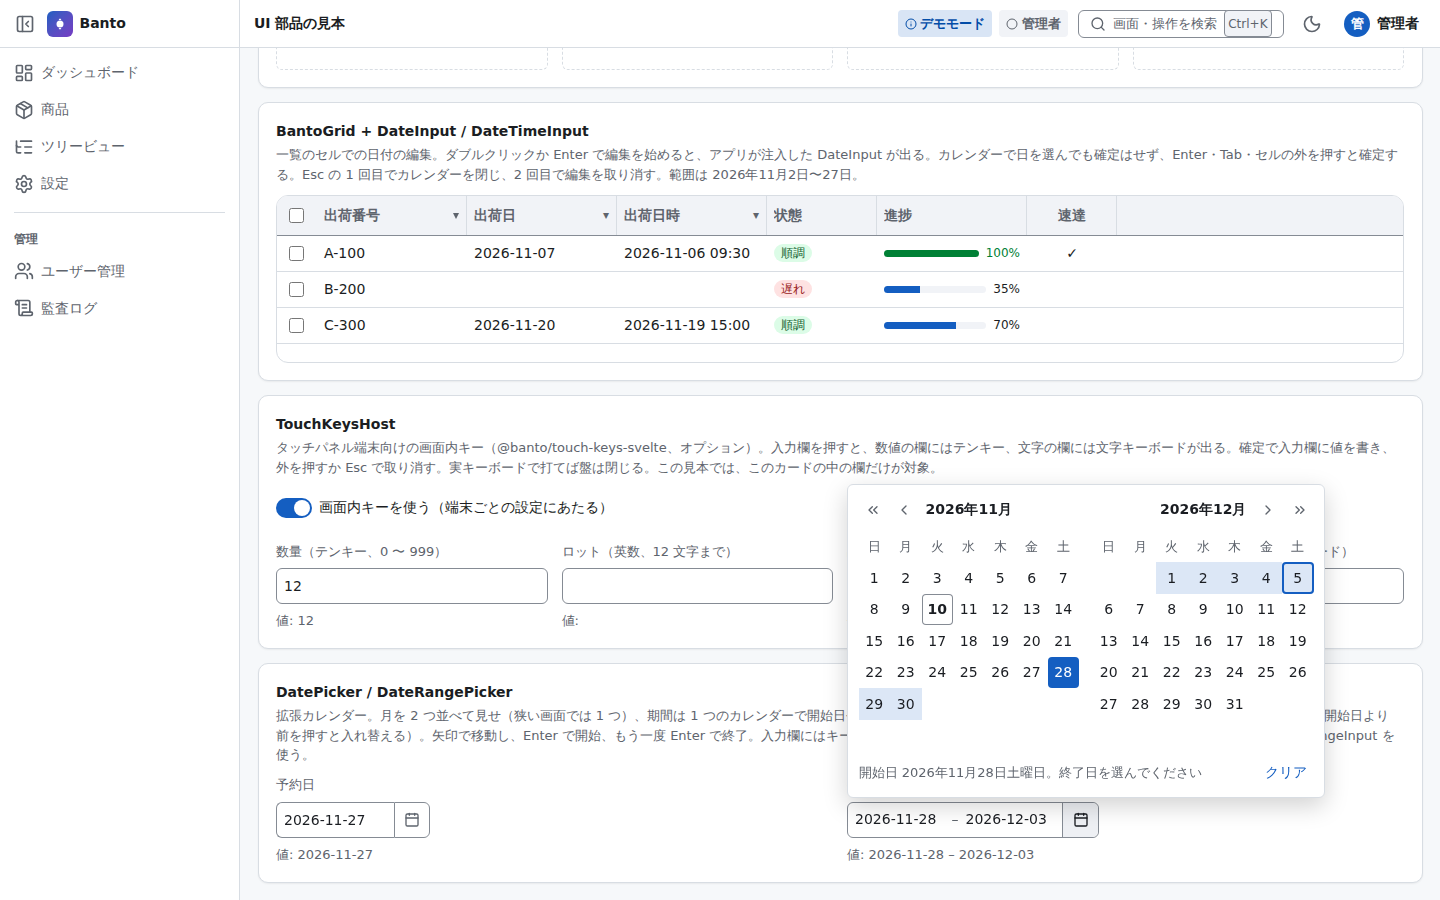 Banto
UI 部品の見本
デモモード
管理者
画面・操作を検索
Ctrl+K
管
管理者
ダッシュボード
商品
ツリービュー
設定
管理
ユーザー管理
監査ログ
BantoGrid + DateInput / DateTimeInput
一覧のセルでの日付の編集。ダブルクリックか Enter で編集を始めると、アプリが注入した DateInput が出る。カレンダーで日を選んでも確定はせず、Enter・Tab・セルの外を押すと確定す
る。Esc の 1 回目でカレンダーを閉じ、2 回目で編集を取り消す。範囲は 2026年11月2日〜27日。
出荷番号 ▾ 出荷日 ▾ 出荷日時 ▾ 状態 進捗 速達
A-100 2026-11-07 2026-11-06 09:30 順調 100% ✓
B-200 遅れ 35%
C-300 2026-11-20 2026-11-19 15:00 順調 70%
TouchKeysHost
タッチパネル端末向けの画面内キー（@banto/touch-keys-svelte、オプション）。入力欄を押すと、数値の欄にはテンキー、文字の欄には文字キーボードが出る。確定で入力欄に値を書き、
外を押すか Esc で取り消す。実キーボードで打てば盤は閉じる。この見本では、このカードの中の欄だけが対象。
画面内キーを使う（端末ごとの設定にあたる）
数量（テンキー、0 〜 999）
12
値: 12
ロット（英数、12 文字まで）
値:
ード）
« ‹ 2026年11月
日 月 火 水 木 金 土
1 2 3 4 5 6 7
8 9 10 11 12 13 14
15 16 17 18 19 20 21
22 23 24 25 26 27 28
29 30
2026年12月 › »
日 月 火 水 木 金 土
1 2 3 4 5
6 7 8 9 10 11 12
13 14 15 16 17 18 19
20 21 22 23 24 25 26
27 28 29 30 31
開始日 2026年11月28日土曜日。終了日を選んでください
クリア
DatePicker / DateRangePicker
拡張カレンダー。月を 2 つ並べて見せ（狭い画面では 1 つ）、期間は 1 つのカレンダーで開始日 開始日より
前を押すと入れ替える）。矢印で移動し、Enter で開始、もう一度 Enter で終了。入力欄にはキー ngeInput を
使う。
予約日
2026-11-27
値: 2026-11-27
2026-11-28 – 2026-12-03
値: 2026-11-28 – 2026-12-03